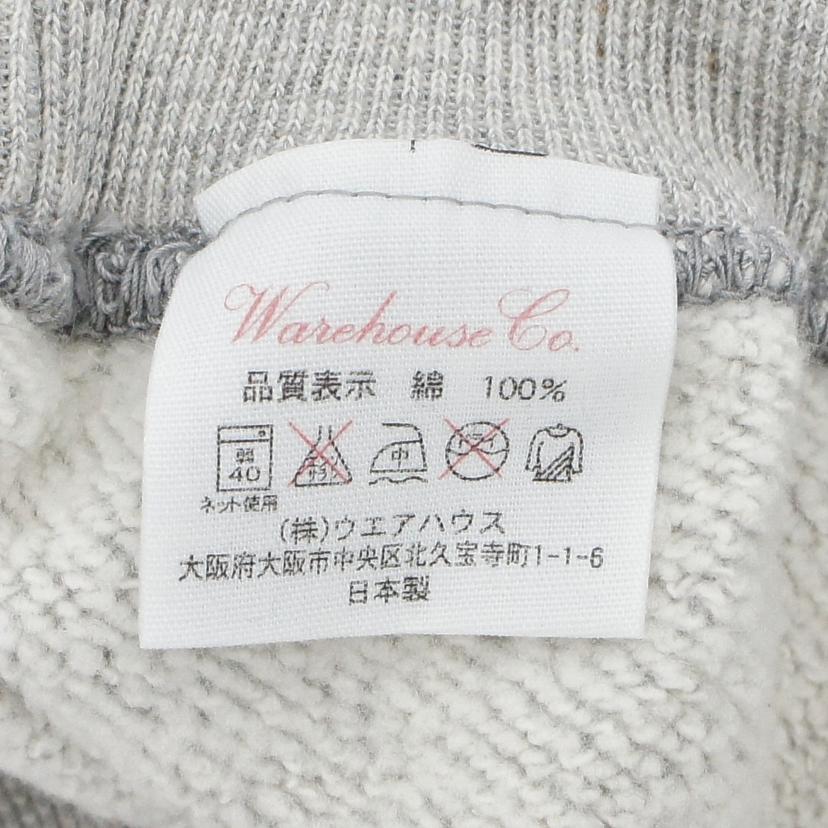 Warehouse Co.
品質表示 綿 100%
弱 40 中
ネット使用
(株)ウエアハウス
大阪府大阪市中央区北久宝寺町1-1-6
日本製